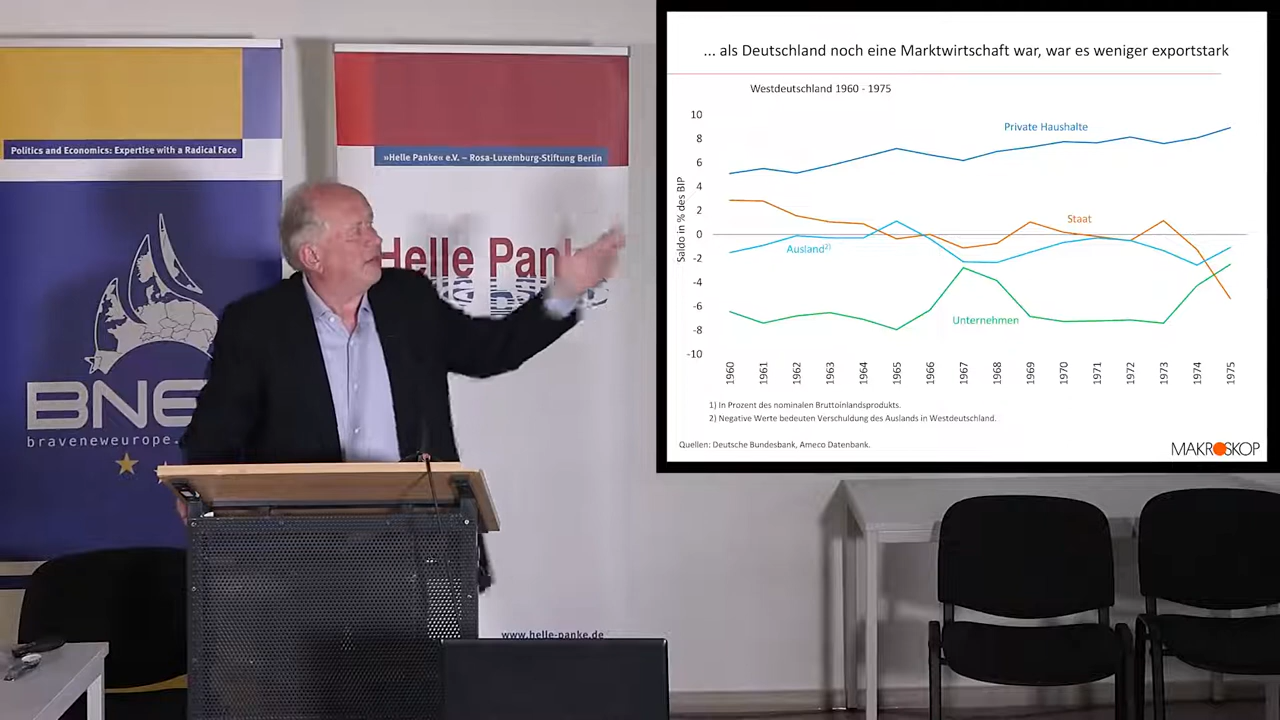 Politics and Economics: Expertise with a Radical Face
BNE
braveneweurope.
»Helle Panke« e.V. – Rosa-Luxemburg-Stiftung Berlin
Helle Pank
www.helle-panke.de
... als Deutschland noch eine Marktwirtschaft war, war es weniger exportstark
Westdeutschland 1960 - 1975
Saldo in % des BIP
10
8
6
4
2
0
-2
-4
-6
-8
-10
Private Haushalte
Staat
Ausland²⁾
Unternehmen
1960
1961
1962
1963
1964
1965
1966
1967
1968
1969
1970
1971
1972
1973
1974
1975
1) In Prozent des nominalen Bruttoinlandsprodukts.
2) Negative Werte bedeuten Verschuldung des Auslands in Westdeutschland.
Quellen: Deutsche Bundesbank, Ameco Datenbank.
MAKROSKOP